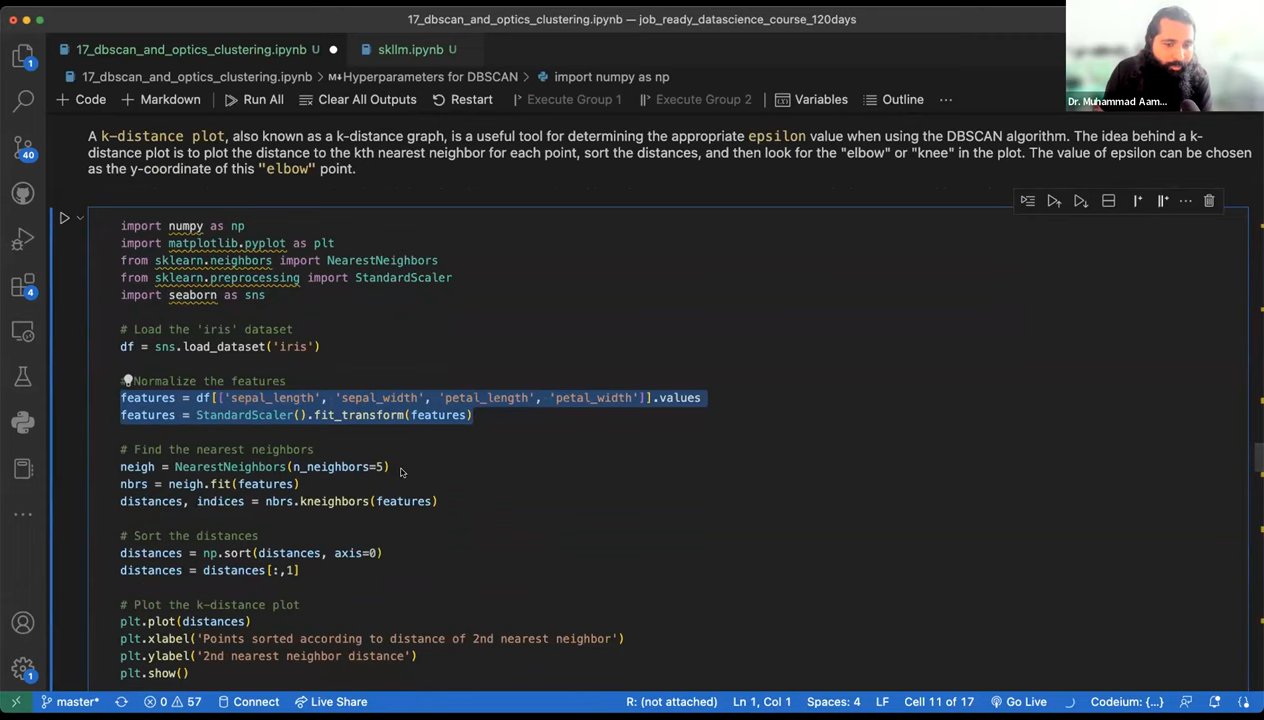 17_dbscan_and_optics_clustering.ipynb — job_ready_datascience_course_120days
17_dbscan_and_optics_clustering.ipynb U
skllm.ipynb U
17_dbscan_and_optics_clustering.ipynb > M↓Hyperparameters for DBSCAN > import numpy as np
+ Code + Markdown Run All Clear All Outputs Restart Execute Group 1 Execute Group 2 Variables Outline ...
Dr. Muhammad Aam...
A k-distance plot, also known as a k-distance graph, is a useful tool for determining the appropriate epsilon value when using the DBSCAN algorithm. The idea behind a k-
distance plot is to plot the distance to the kth nearest neighbor for each point, sort the distances, and then look for the "elbow" or "knee" in the plot. The value of epsilon can be chosen
as the y-coordinate of this "elbow" point.
import numpy as np
import matplotlib.pyplot as plt
from sklearn.neighbors import NearestNeighbors
from sklearn.preprocessing import StandardScaler
import seaborn as sns
# Load the 'iris' dataset
df = sns.load_dataset('iris')
# Normalize the features
features = df[['sepal_length', 'sepal_width', 'petal_length', 'petal_width']].values
features = StandardScaler().fit_transform(features)
# Find the nearest neighbors
neigh = NearestNeighbors(n_neighbors=5)
nbrs = neigh.fit(features)
distances, indices = nbrs.kneighbors(features)
# Sort the distances
distances = np.sort(distances, axis=0)
distances = distances[:,1]
# Plot the k-distance plot
plt.plot(distances)
plt.xlabel('Points sorted according to distance of 2nd nearest neighbor')
plt.ylabel('2nd nearest neighbor distance')
plt.show()
1
40
4
1
master* 0 57 Connect Live Share R: (not attached) Ln 1, Col 1 Spaces: 4 LF Cell 11 of 17 Go Live Codeium: {...}